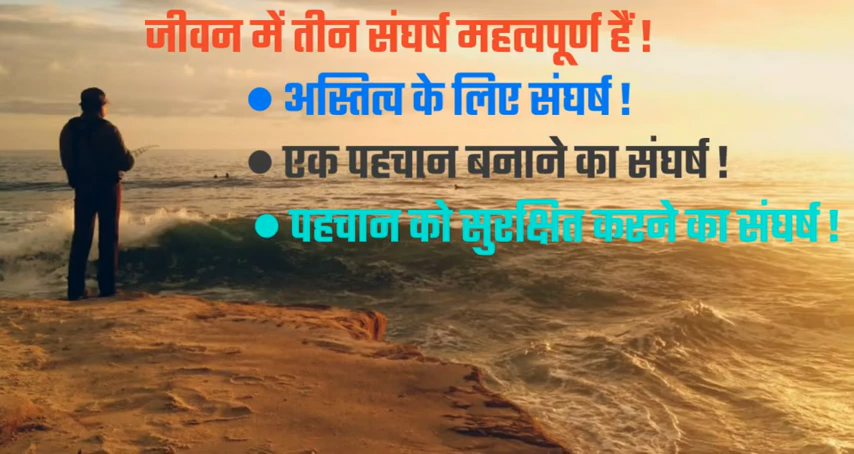 जीवन में तीन संघर्ष महत्वपूर्ण हैं !
● अस्तित्व के लिए संघर्ष !
● एक पहचान बनाने का संघर्ष !
● पहचान को सुरक्षित करने का संघर्ष !